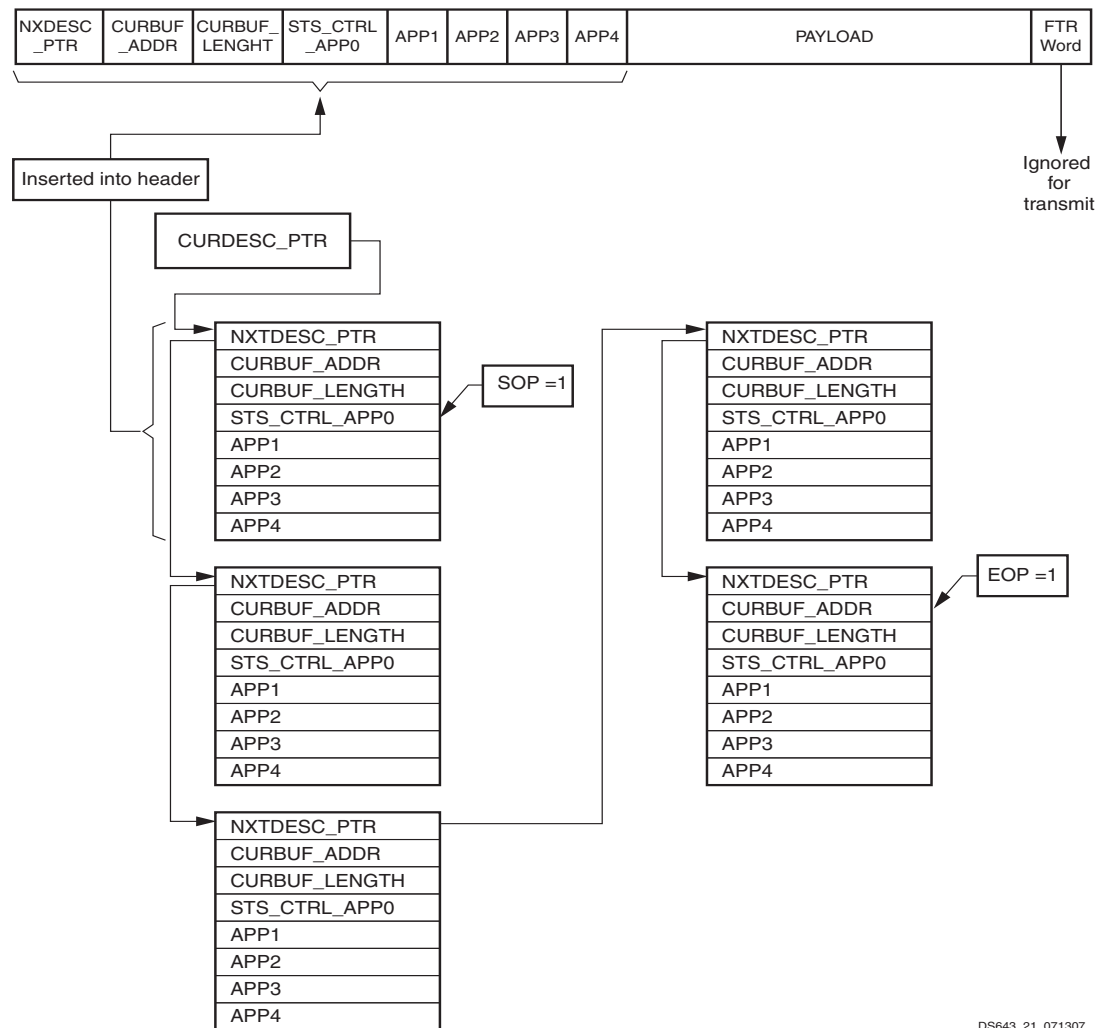 NXDESC
_PTR
CURBUF
_ADDR
CURBUF_
LENGHT
STS_CTRL
_APP0
APP1
APP2
APP3
APP4
PAYLOAD
FTR
Word
Inserted into header
Ignored
for
transmit
CURDESC_PTR
NXTDESC_PTR
CURBUF_ADDR
CURBUF_LENGTH
STS_CTRL_APP0
APP1
APP2
APP3
APP4
SOP =1
NXTDESC_PTR
CURBUF_ADDR
CURBUF_LENGTH
STS_CTRL_APP0
APP1
APP2
APP3
APP4
NXTDESC_PTR
CURBUF_ADDR
CURBUF_LENGTH
STS_CTRL_APP0
APP1
APP2
APP3
APP4
NXTDESC_PTR
CURBUF_ADDR
CURBUF_LENGTH
STS_CTRL_APP0
APP1
APP2
APP3
APP4
NXTDESC_PTR
CURBUF_ADDR
CURBUF_LENGTH
STS_CTRL_APP0
APP1
APP2
APP3
APP4
EOP =1
DS643_21_071307